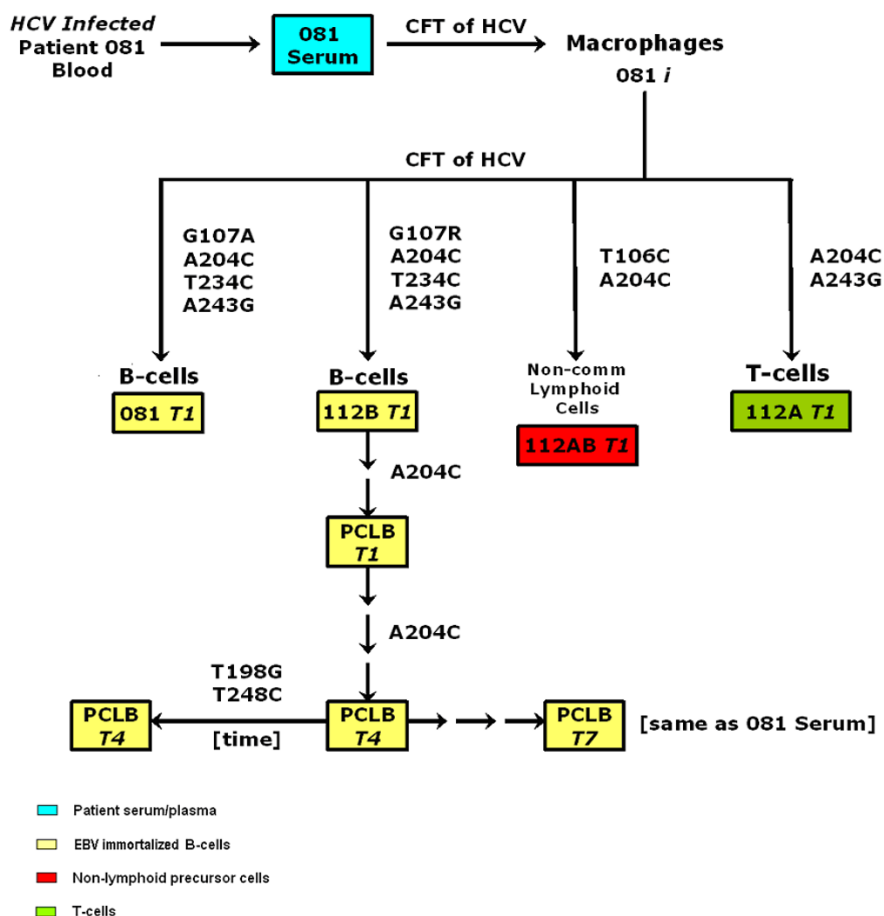 HCV Infected
Patient 081
Blood
081
Serum
CFT of HCV
Macrophages
081 i
CFT of HCV
G107A
A204C
T234C
A243G
G107R
A204C
T234C
A243G
T106C
A204C
A204C
A243G
B-cells
081 T1
B-cells
112B T1
Non-comm
Lymphoid
Cells
112AB T1
T-cells
112A T1
A204C
PCLB
T1
A204C
T198G
T248C
PCLB
T4
[time]
PCLB
T4
PCLB
T7
[same as 081 Serum]
Patient serum/plasma
EBV immortalized B-cells
Non-lymphoid precursor cells
T-cells